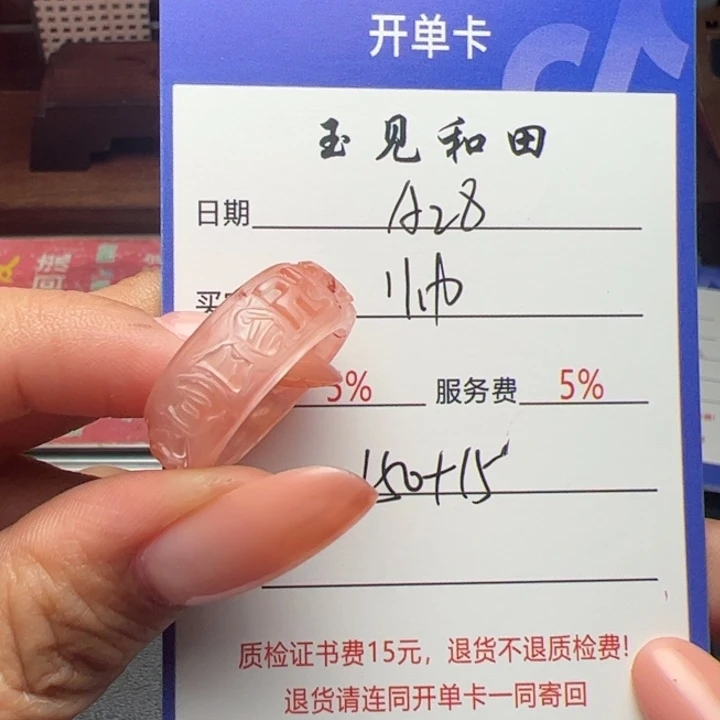 开单卡
玉见和田
日期 A28
买
5% 服务费 5%
150+15
质检证书费15元，退货不退质检费!
退货请连同开单卡一同寄回